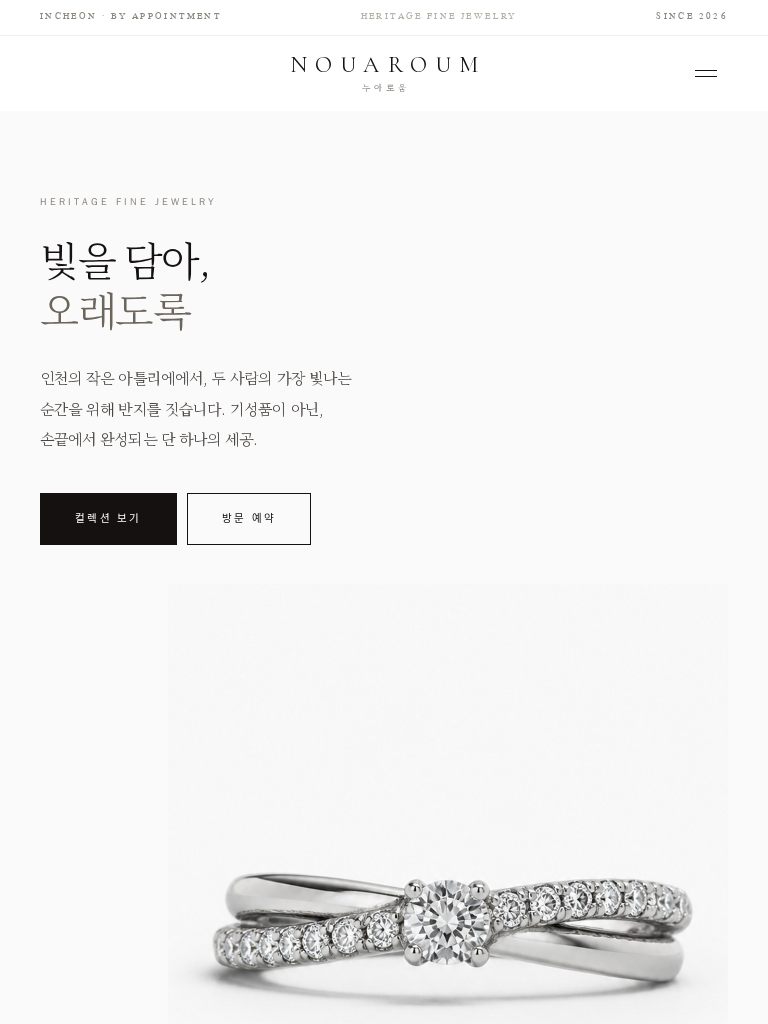 INCHEON · BY APPOINTMENT
HERITAGE FINE JEWELRY
SINCE 2026
NOUAROUM
누아로움
HERITAGE FINE JEWELRY
빛을 담아,
오래도록
인천의 작은 아틀리에에서, 두 사람의 가장 빛나는
순간을 위해 반지를 짓습니다. 기성품이 아닌,
손끝에서 완성되는 단 하나의 세공.
컬렉션 보기
방문 예약